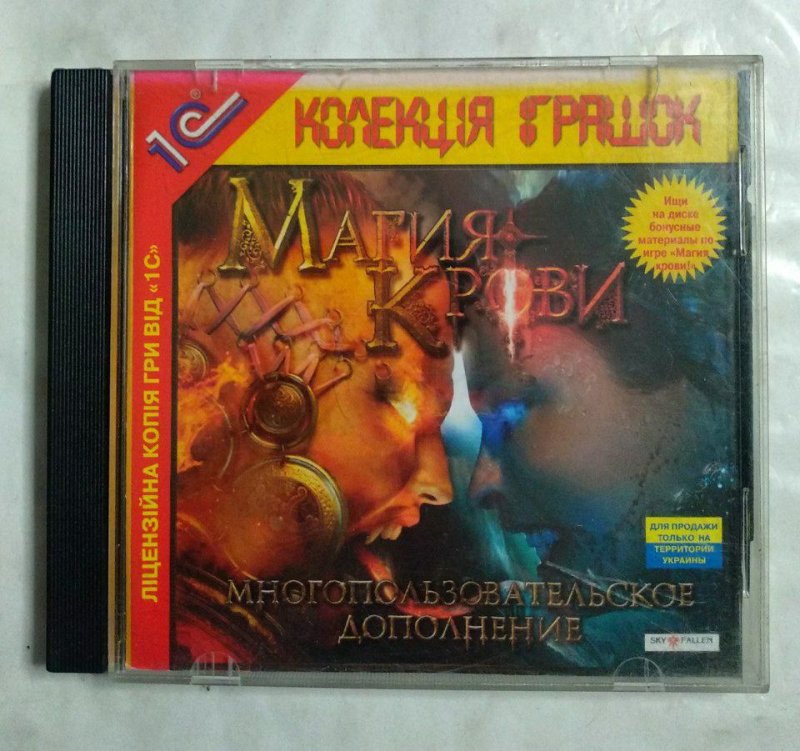 1С®
КОЛЕКЦІЯ ІГРАШОК
ЛІЦЕНЗІЙНА КОПІЯ ГРИ ВІД «1С»
МАГИЯ
КРОВИ
Ищи
на диске
бонусные
материалы по
игре «Магия
крови!»
ДЛЯ ПРОДАЖИ
ТОЛЬКО НА
ТЕРРИТОРИИ
УКРАИНЫ
МНОГОПОЛЬЗОВАТЕЛЬСКОЕ
ДОПОЛНЕНИЕ
SKY FALLEN